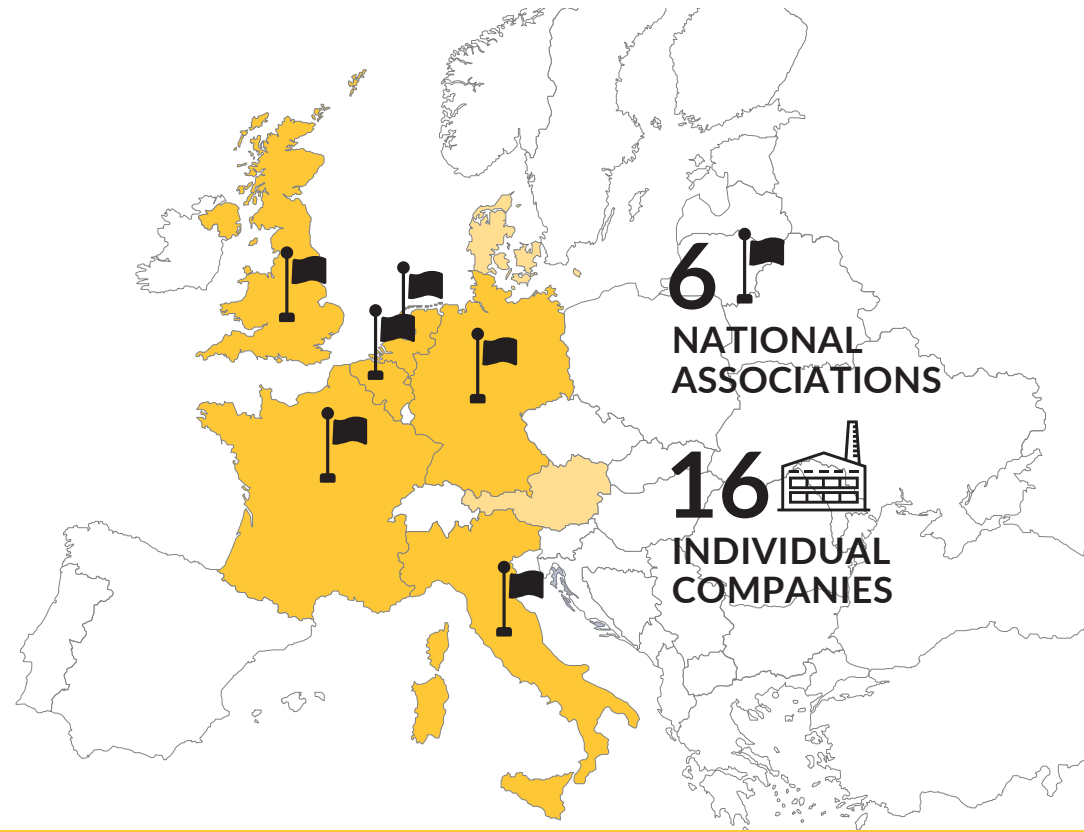 6
NATIONAL
ASSOCIATIONS
16
INDIVIDUAL
COMPANIES